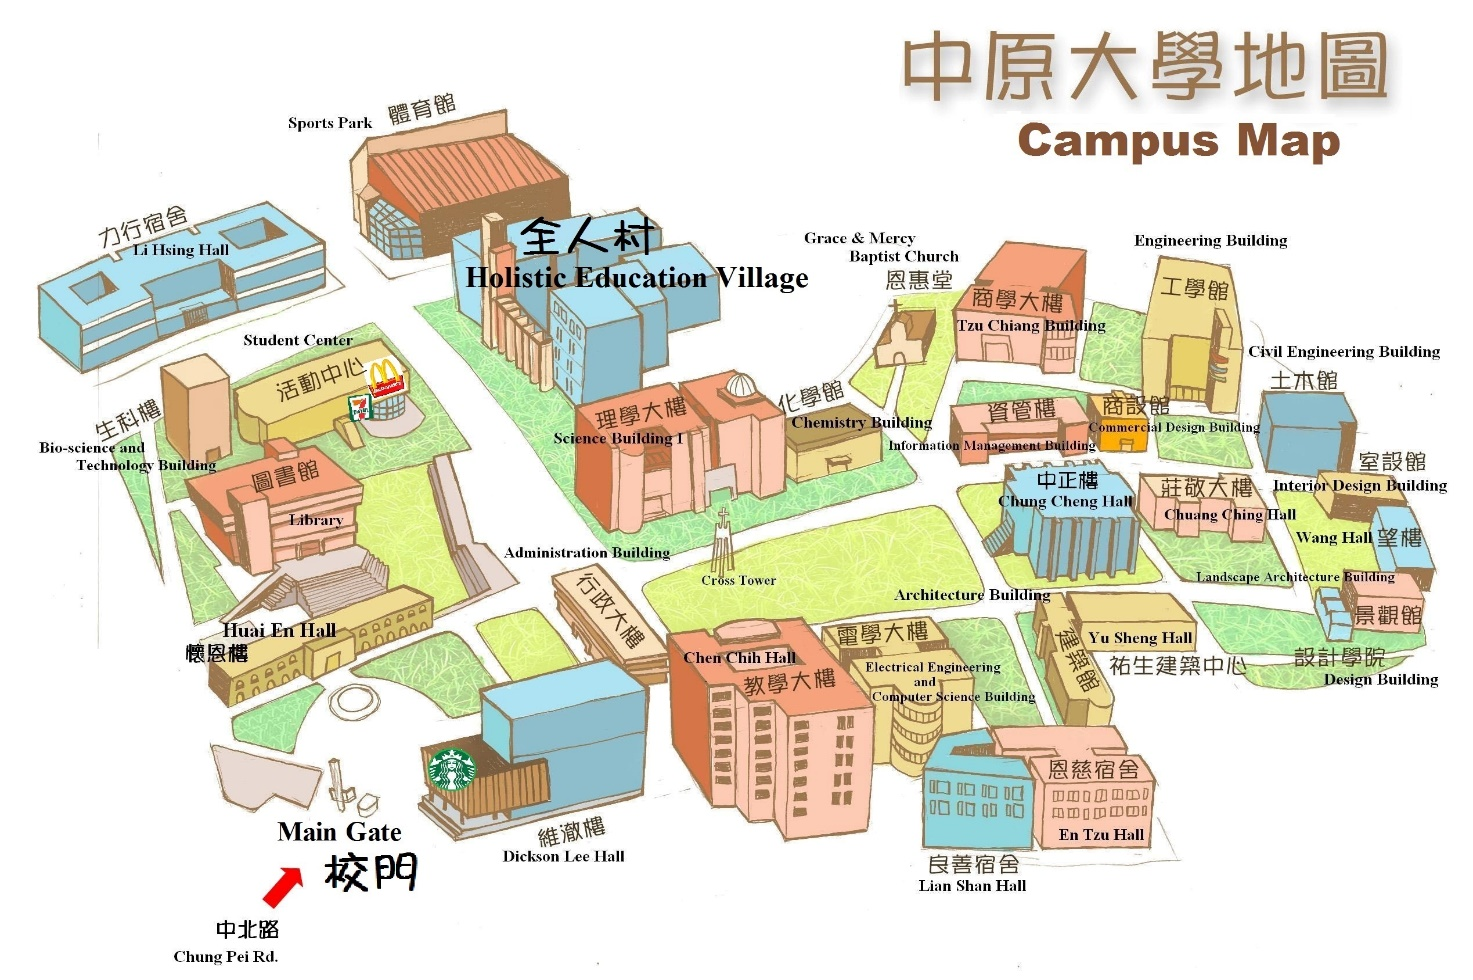 中原大學地圖
Campus Map
體育館
Sports Park
力行宿舍
Li Hsing Hall
全人村
Holistic Education Village
Grace & Mercy
Baptist Church
恩惠堂
商學大樓
Tzu Chiang Building
Engineering Building
工學館
Student Center
活動中心
McDonald's
Civil Engineering Building
土木館
生科樓
Bio-science and
Technology Building
理學大樓
Science Building I
化學館
Chemistry Building
資管樓
Information Management Building
商設館
Commercial Design Building
圖書館
Library
中正樓
Chung Cheng Hall
莊敬大樓
Chuang Ching Hall
室設館
Interior Design Building
Wang Hall
望樓
Administration Building
行政大樓
Cross Tower
Landscape Architecture Building
景觀館
Architecture Building
建築館
Huai En Hall
懷恩樓
Chen Chih Hall
教學大樓
電學大樓
Electrical Engineering
and
Computer Science Building
Yu Sheng Hall
祐生建築中心
設計學院
Design Building
恩慈宿舍
En Tzu Hall
良善宿舍
Lian Shan Hall
維澈樓
Dickson Lee Hall
Main Gate
校門
中北路
Chung Pei Rd.